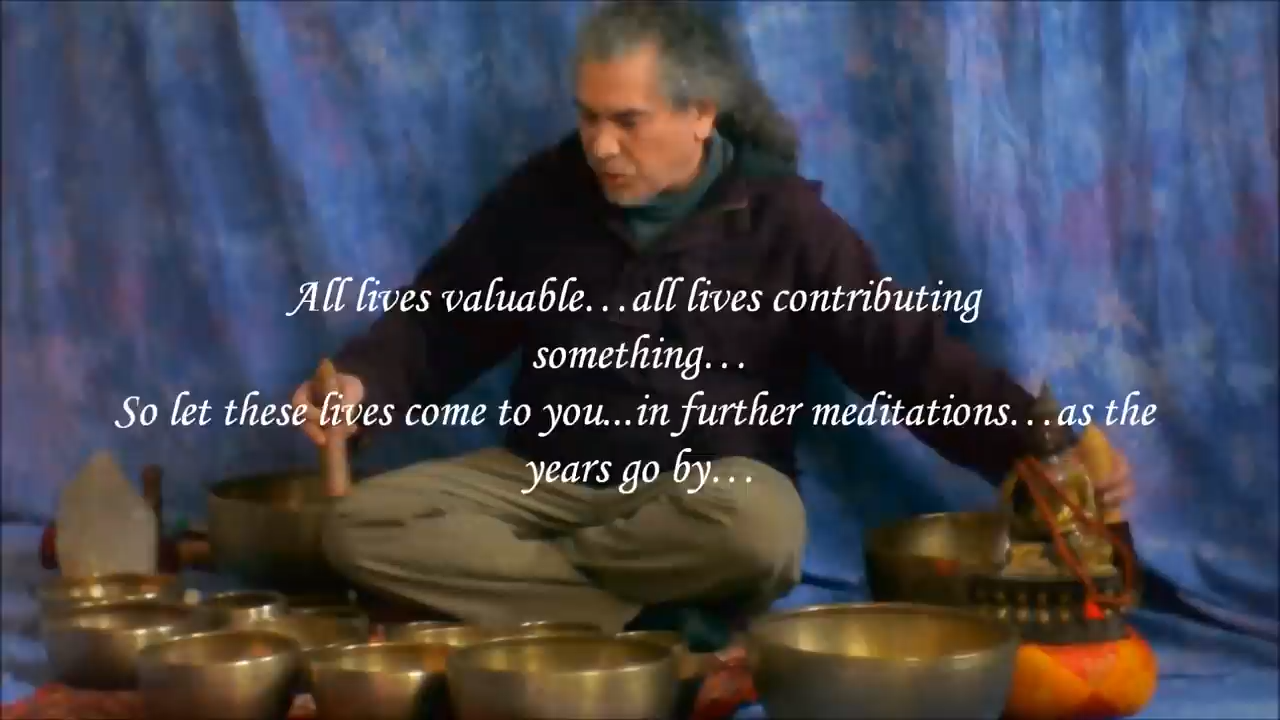 All lives valuable…all lives contributing
something…
So let these lives come to you...in further meditations…as the
years go by…